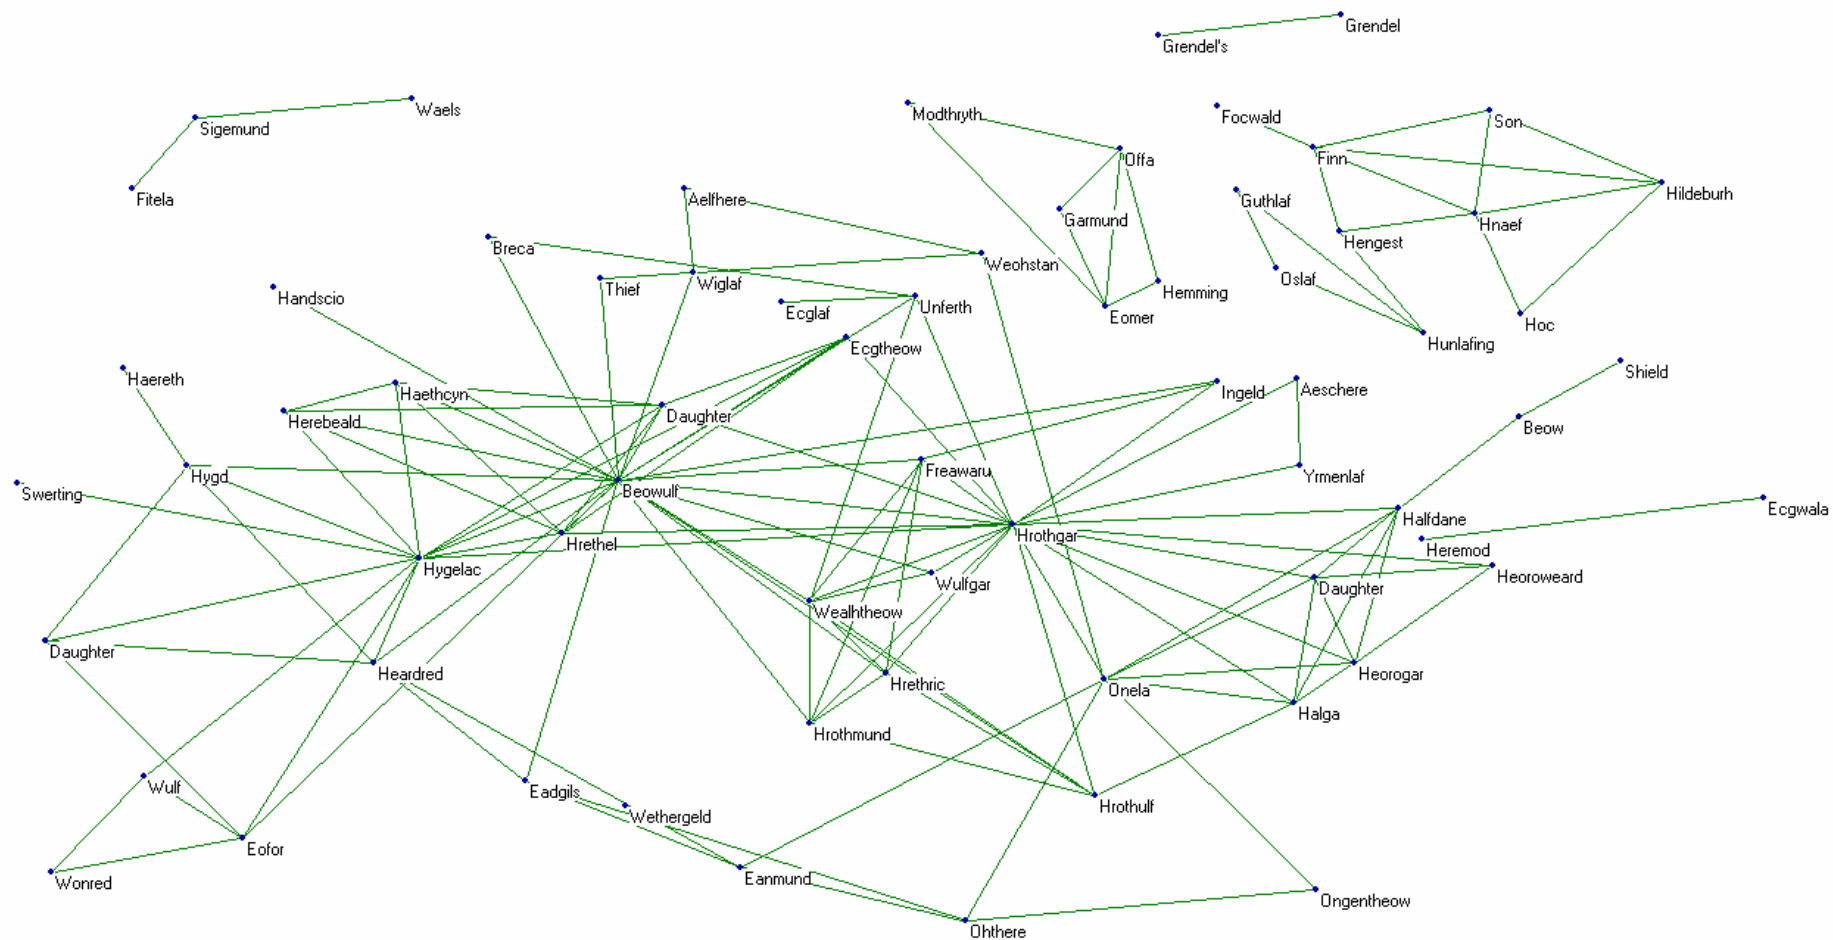 Grendel
Grendel's
Waels
Sigemund
Modthryth
Focwald
Son
Offa
Finn
Fitela
Aelfhere
Guthlaf
Hildeburh
Garmund
Hnaef
Breca
Hengest
Weohstan
Oslaf
Thief
Wiglaf
Hemming
Handscio
Ecglaf
Unferth
Eomer
Hoc
Ecgtheow
Hunlafing
Haereth
Shield
Haethcyn
Ingeld
Aeschere
Herebeald
Daughter
Beow
Hygd
Freawaru
Yrmenlaf
Swerting
Beowulf
Ecgwala
Halfdane
Hrothgar
Hrethel
Heremod
Hygelac
Heoroweard
Wulfgar
Daughter
Wealhtheow
Daughter
Heardred
Heorogar
Hrethric
Onela
Halga
Hrothmund
Wulf
Eadgils
Hrothulf
Wethergeld
Eofor
Wonred
Eanmund
Ongentheow
Ohthere